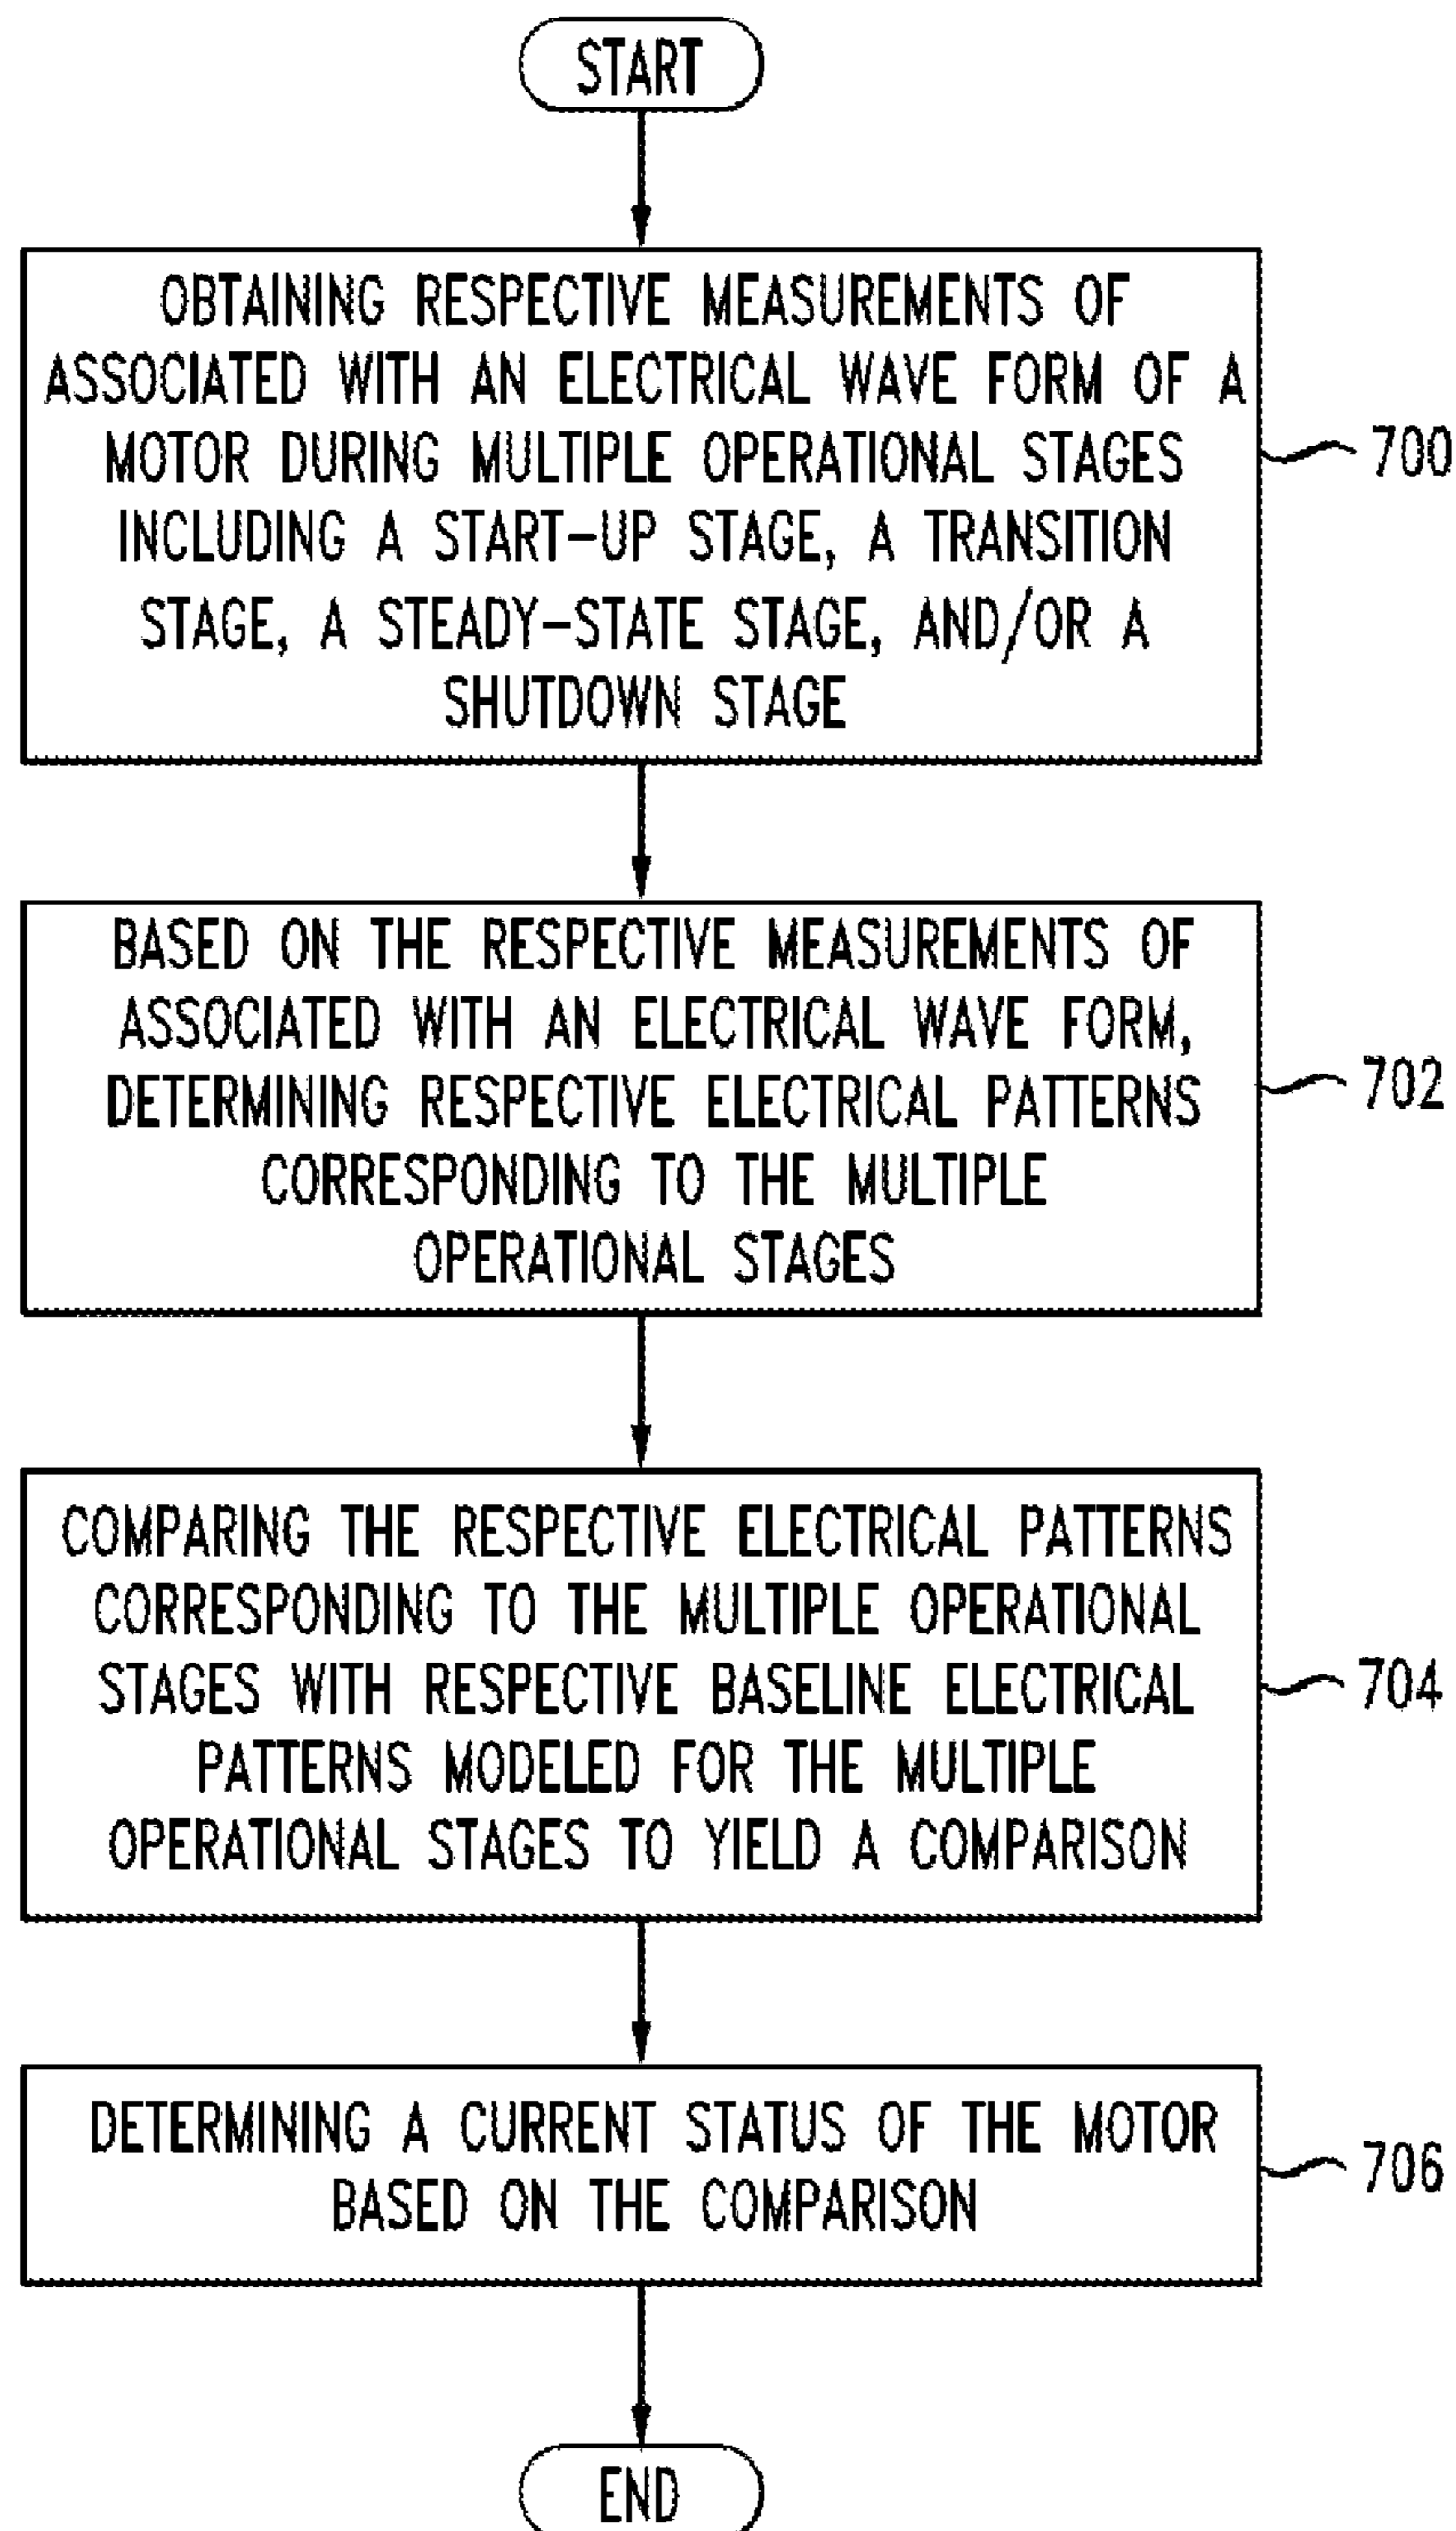 START
OBTAINING RESPECTIVE MEASUREMENTS OF
ASSOCIATED WITH AN ELECTRICAL WAVE FORM OF A
MOTOR DURING MULTIPLE OPERATIONAL STAGES
INCLUDING A START-UP STAGE, A TRANSITION
STAGE, A STEADY-STATE STAGE, AND/OR A
SHUTDOWN STAGE
700
BASED ON THE RESPECTIVE MEASUREMENTS OF
ASSOCIATED WITH AN ELECTRICAL WAVE FORM,
DETERMINING RESPECTIVE ELECTRICAL PATTERNS
CORRESPONDING TO THE MULTIPLE
OPERATIONAL STAGES
702
COMPARING THE RESPECTIVE ELECTRICAL PATTERNS
CORRESPONDING TO THE MULTIPLE OPERATIONAL
STAGES WITH RESPECTIVE BASELINE ELECTRICAL
PATTERNS MODELED FOR THE MULTIPLE
OPERATIONAL STAGES TO YIELD A COMPARISON
704
DETERMINING A CURRENT STATUS OF THE MOTOR
BASED ON THE COMPARISON
706
END